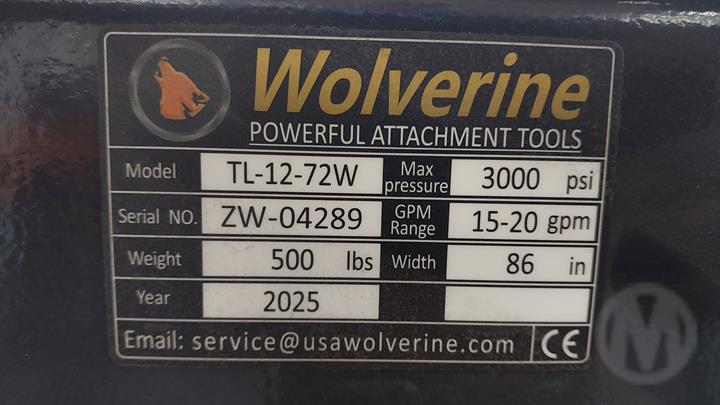 Wolverine
POWERFUL ATTACHMENT TOOLS
Model TL-12-72W Max pressure 3000 psi
Serial NO. ZW-04289 GPM Range 15-20 gpm
Weight 500 lbs Width 86 in
Year 2025
Email: service@usawolverine.com CE
M